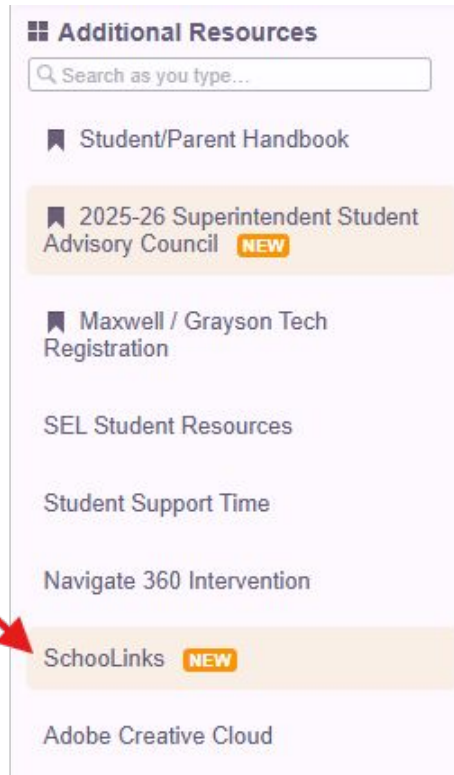 Additional Resources
Search as you type...
Student/Parent Handbook
2025-26 Superintendent Student
Advisory Council NEW
Maxwell / Grayson Tech
Registration
SEL Student Resources
Student Support Time
Navigate 360 Intervention
SchooLinks NEW
Adobe Creative Cloud